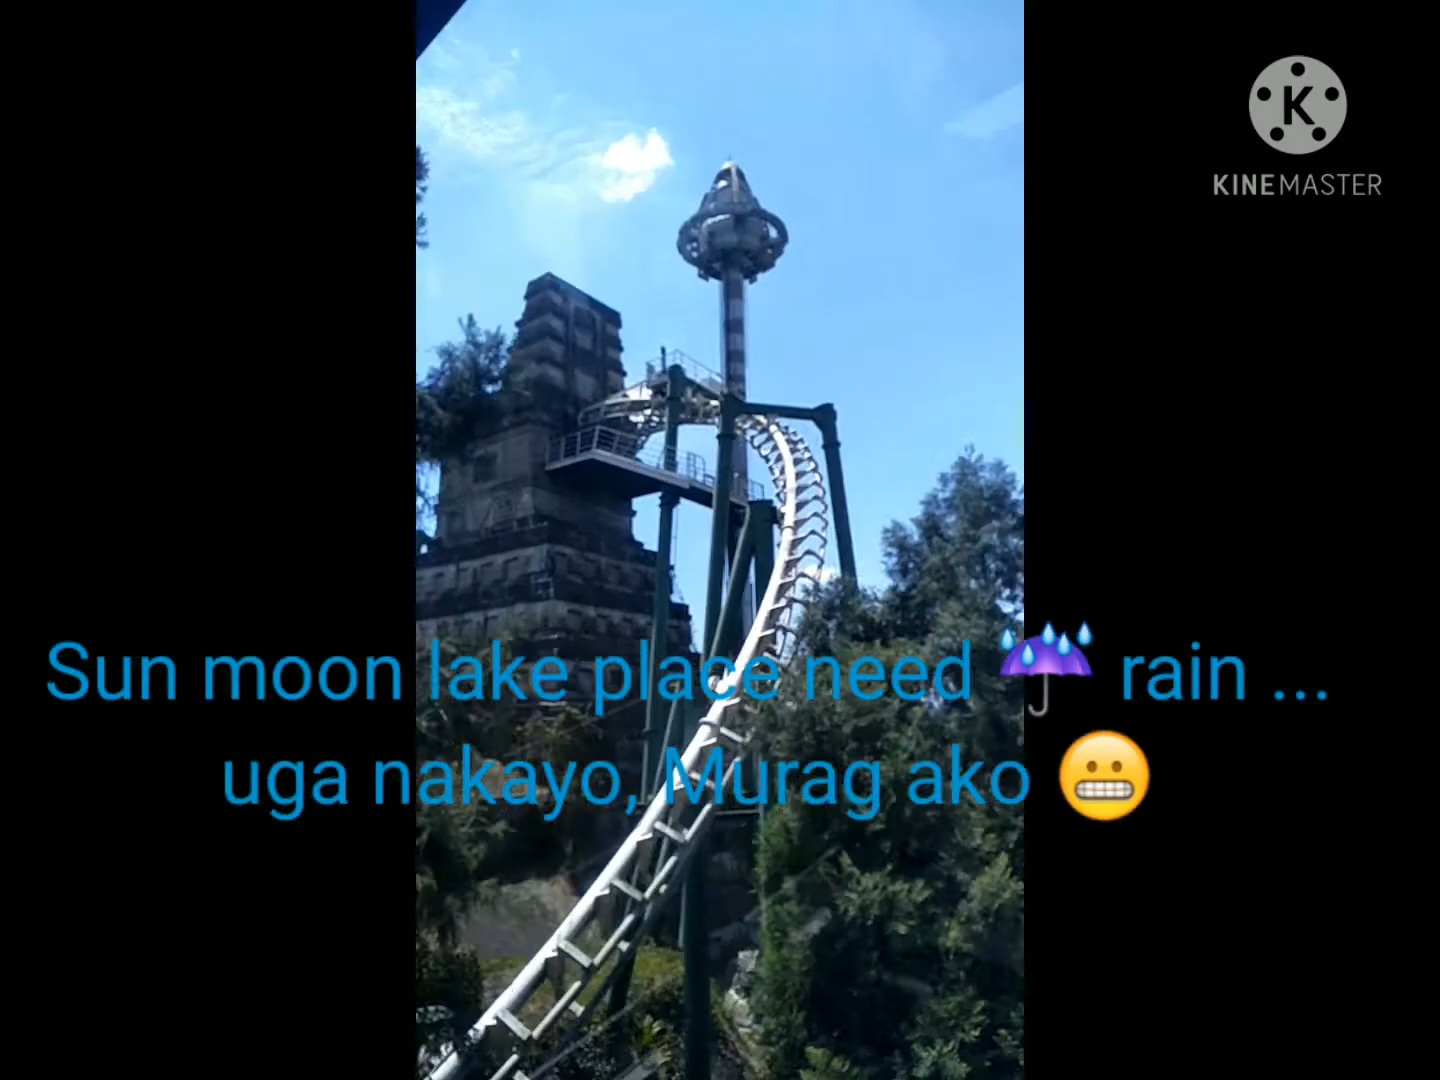 KINEMASTER
Sun moon lake place need ☔ rain ...
uga nakayo, Murag ako 😬